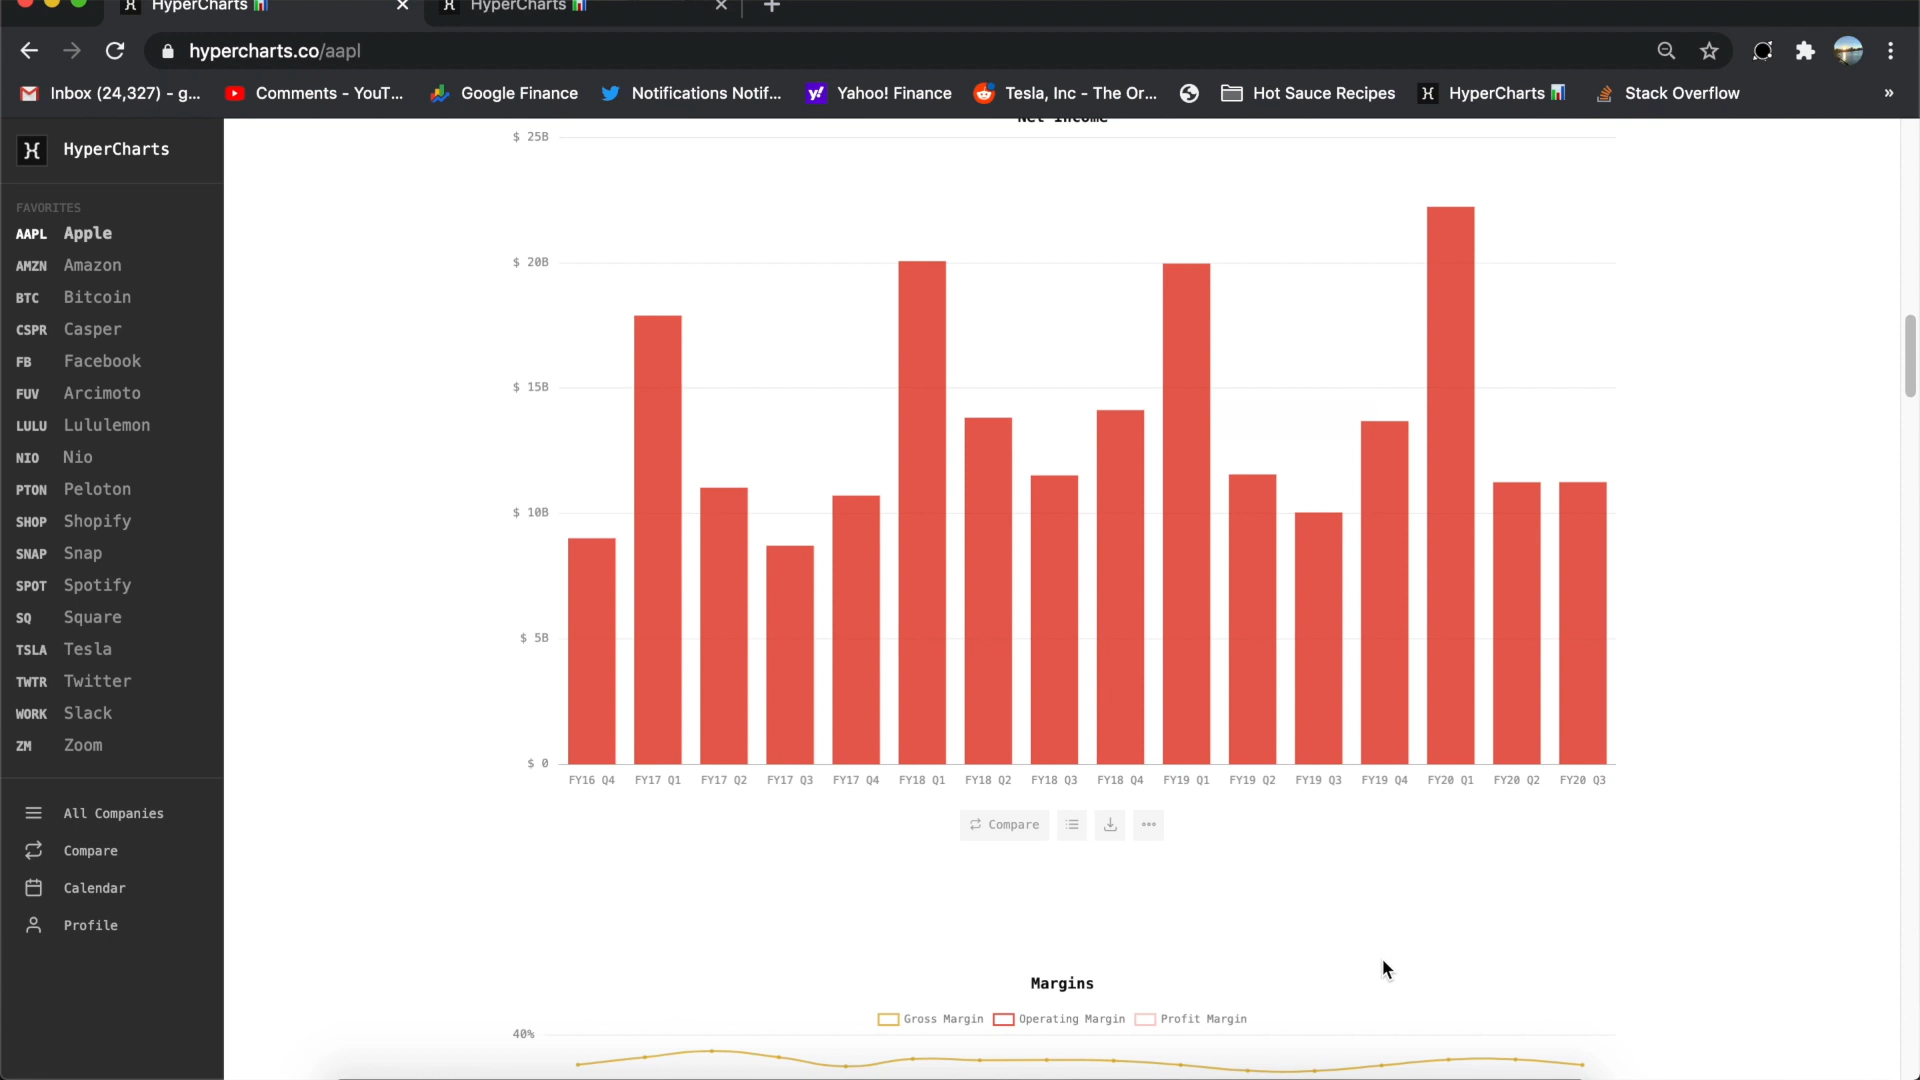 HyperCharts
HyperCharts
hypercharts.co/aapl
Inbox (24,327) - g...
Comments - YouT...
Google Finance
Notifications Notif...
Yahoo! Finance
Tesla, Inc - The Or...
Hot Sauce Recipes
HyperCharts
Stack Overflow
»
HyperCharts
FAVORITES
AAPL Apple
AMZN Amazon
BTC Bitcoin
CSPR Casper
FB Facebook
FUV Arcimoto
LULU Lululemon
NIO Nio
PTON Peloton
SHOP Shopify
SNAP Snap
SPOT Spotify
SQ Square
TSLA Tesla
TWTR Twitter
WORK Slack
ZM Zoom
All Companies
Compare
Calendar
Profile
Net Income
$ 25B
$ 20B
$ 15B
$ 10B
$ 5B
$ 0
FY16 Q4 FY17 Q1 FY17 Q2 FY17 Q3 FY17 Q4 FY18 Q1 FY18 Q2 FY18 Q3 FY18 Q4 FY19 Q1 FY19 Q2 FY19 Q3 FY19 Q4 FY20 Q1 FY20 Q2 FY20 Q3
Compare
Margins
Gross Margin Operating Margin Profit Margin
40%